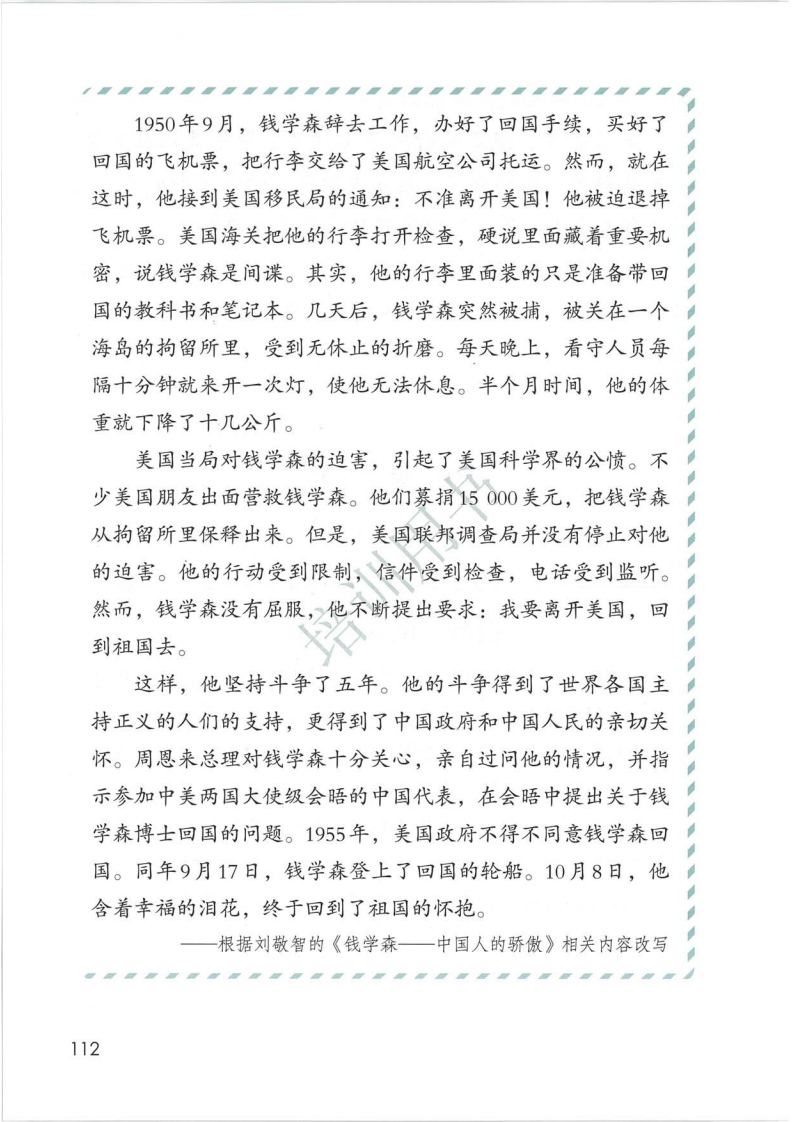 1950年9月，钱学森辞去工作，办好了回国手续，买好了
回国的飞机票，把行李交给了美国航空公司托运。然而，就在
这时，他接到美国移民局的通知：不准离开美国！他被迫退掉
飞机票。美国海关把他的行李打开检查，硬说里面藏着重要机
密，说钱学森是间谍。其实，他的行李里面装的只是准备带回
国的教科书和笔记本。几天后，钱学森突然被捕，被关在一个
海岛的拘留所里，受到无休止的折磨。每天晚上，看守人员每
隔十分钟就来开一次灯，使他无法休息。半个月时间，他的体
重就下降了十几公斤。
美国当局对钱学森的迫害，引起了美国科学界的公愤。不
少美国朋友出面营救钱学森。他们募捐15 000美元，把钱学森
从拘留所里保释出来。但是，美国联邦调查局并没有停止对他
的迫害。他的行动受到限制，信件受到检查，电话受到监听。
然而，钱学森没有屈服，他不断提出要求：我要离开美国，回
到祖国去。
这样，他坚持斗争了五年。他的斗争得到了世界各国主
持正义的人们的支持，更得到了中国政府和中国人民的亲切关
怀。周恩来总理对钱学森十分关心，亲自过问他的情况，并指
示参加中美两国大使级会晤的中国代表，在会晤中提出关于钱
学森博士回国的问题。1955年，美国政府不得不同意钱学森回
国。同年9月17日，钱学森登上了回国的轮船。10月8日，他
含着幸福的泪花，终于回到了祖国的怀抱。
——根据刘敬智的《钱学森——中国人的骄傲》相关内容改写
培训用书
112